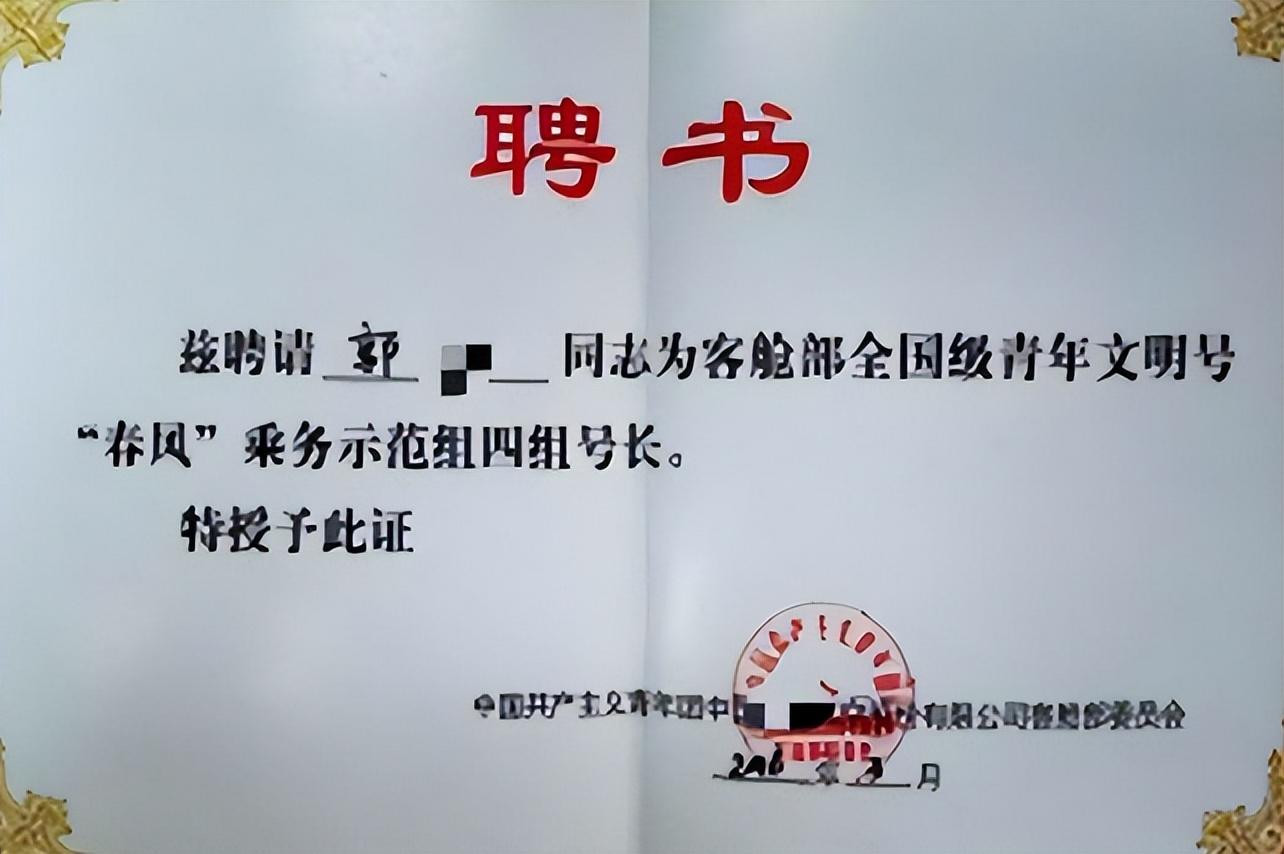 聘书
兹聘请 郭 同志为客舱部全国级青年文明号
“春风”乘务示范组四组号长。
特授予此证
中国共产主义青年团中 有限公司客舱部委员会
年 月